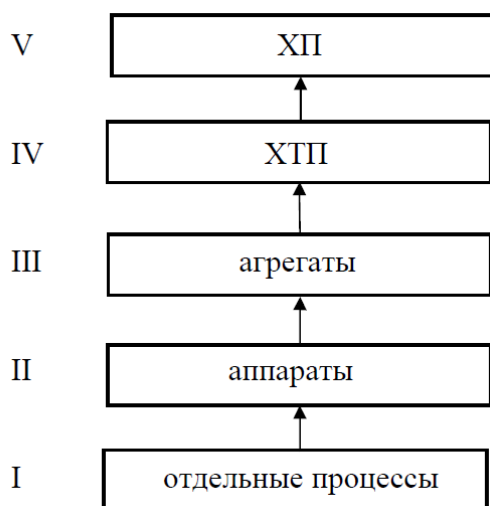 V ХП
IV ХТП
III агрегаты
II аппараты
I отдельные процессы